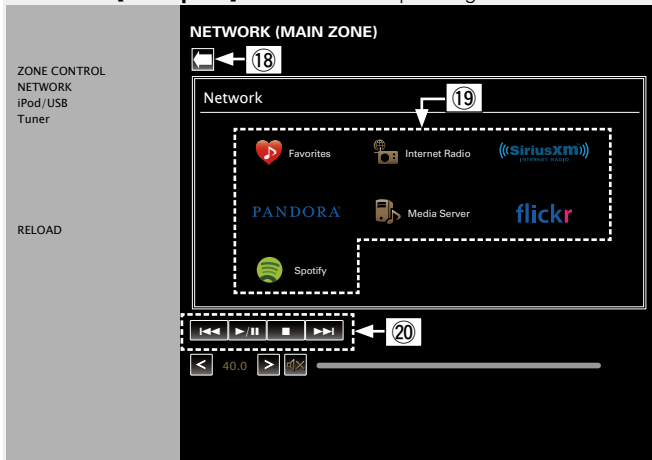 NETWORK (MAIN ZONE)
⑱
ZONE CONTROL
NETWORK
iPod/USB
Tuner
RELOAD
Network
⑲
Favorites
Internet Radio
((SiriusXM))
INTERNET RADIO
PANDORA
Media Server
flickr
Spotify
⑳
40.0